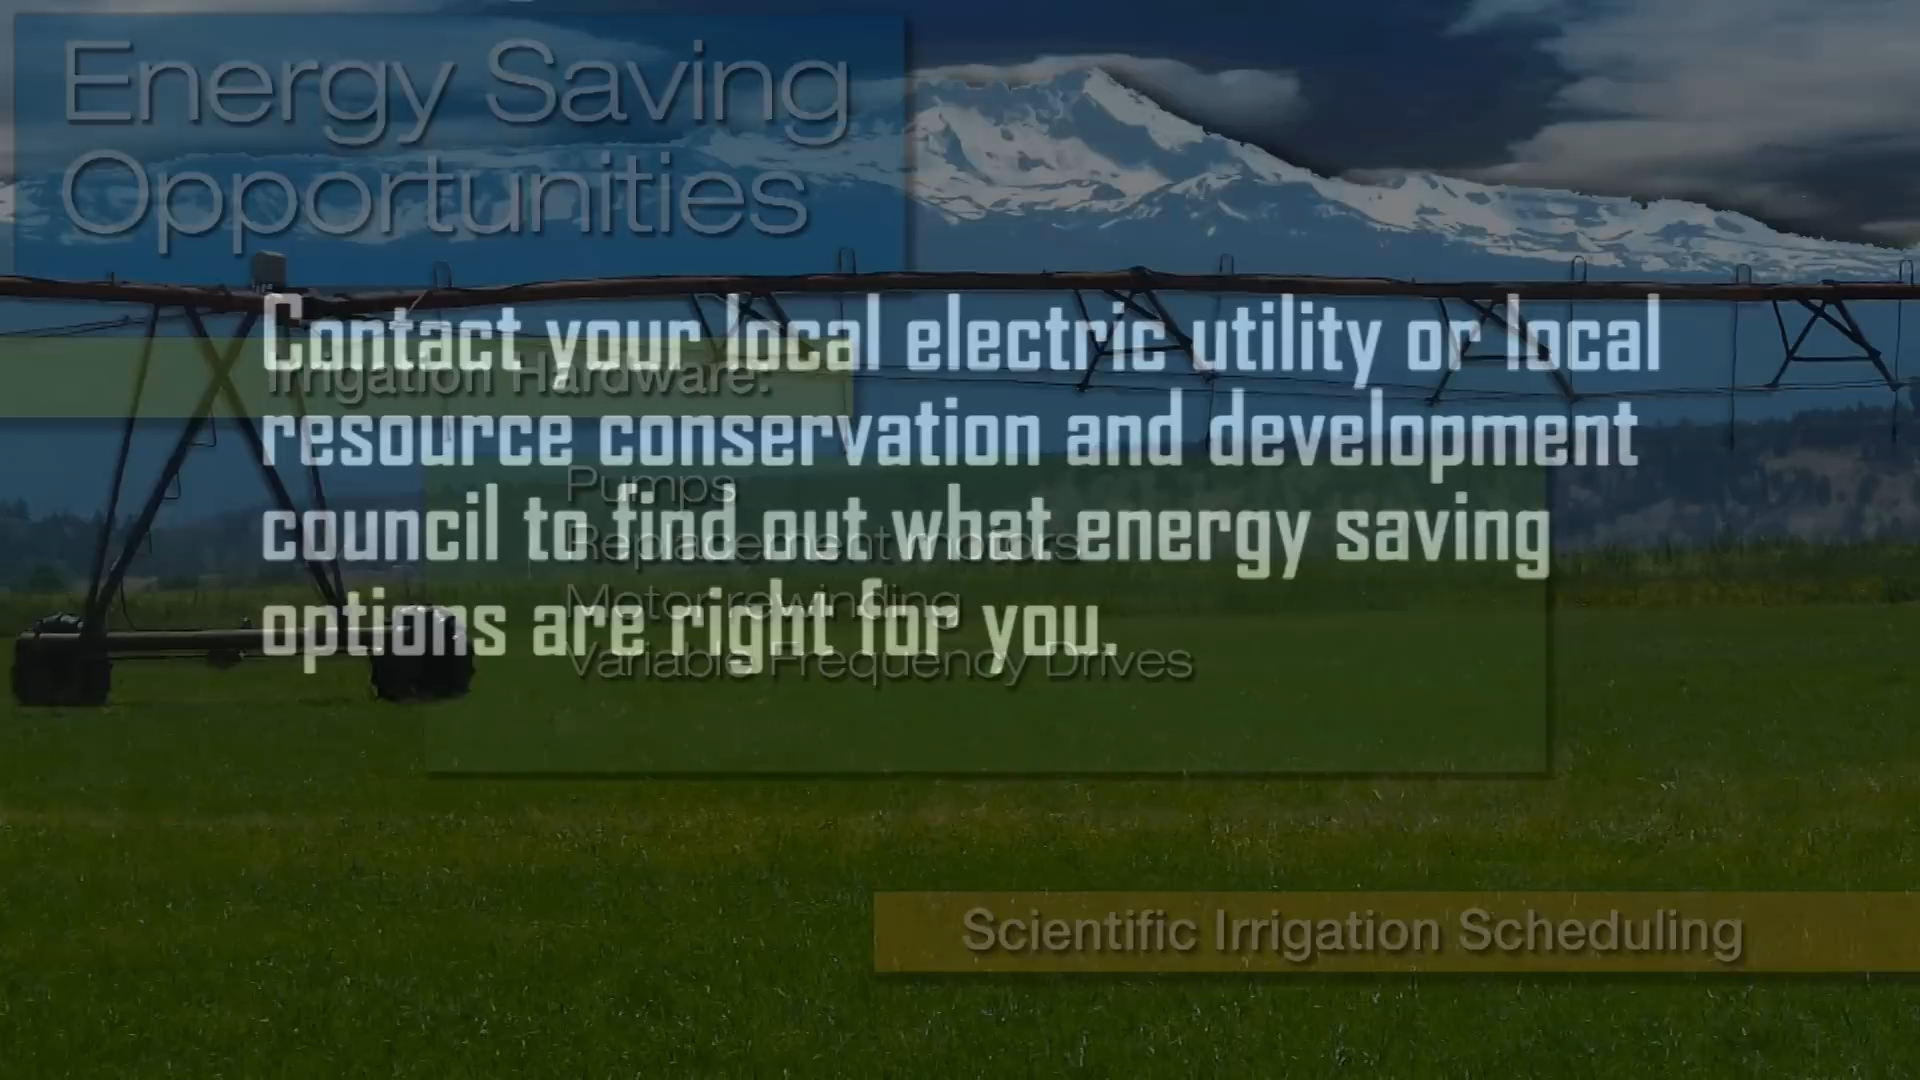 Energy Saving
Opportunities
Contact your local electric utility or local
Irrigation Hardware:
resource conservation and development
Pumps
council to find out what energy saving
Replacement motors
Motor rewinding
options are right for you.
Variable Frequency Drives
Scientific Irrigation Scheduling